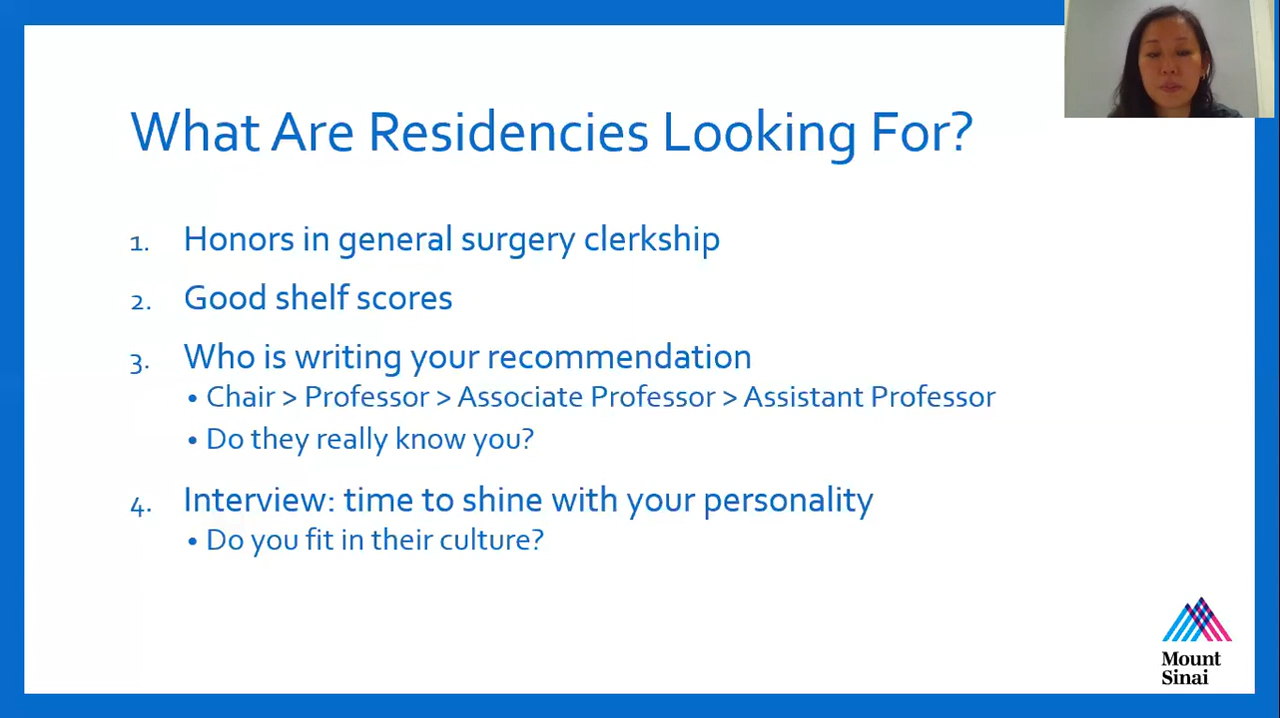 What Are Residencies Looking For?
1. Honors in general surgery clerkship
2. Good shelf scores
3. Who is writing your recommendation
• Chair > Professor > Associate Professor > Assistant Professor
• Do they really know you?
4. Interview: time to shine with your personality
• Do you fit in their culture?
Mount
Sinai